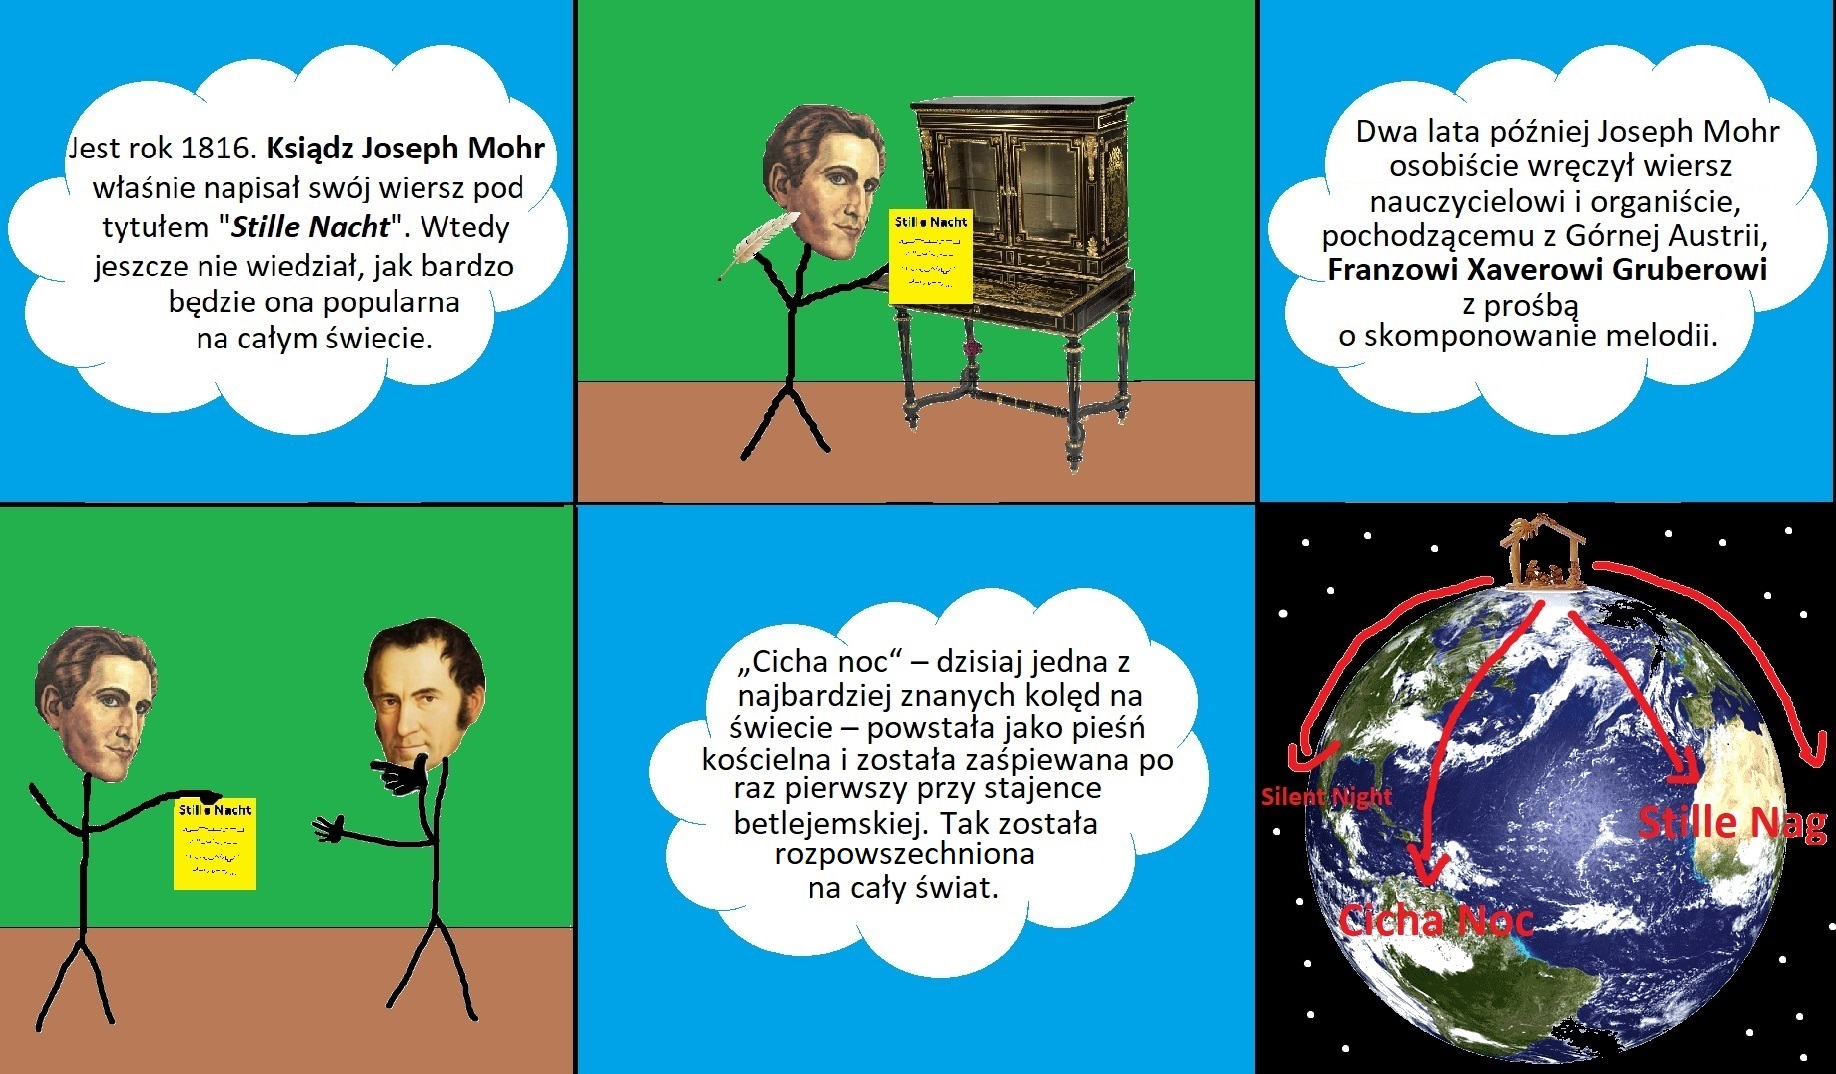 Jest rok 1816. Ksiądz Joseph Mohr
właśnie napisał swój wiersz pod
tytułem "Stille Nacht". Wtedy
jeszcze nie wiedział, jak bardzo
będzie ona popularna
na całym świecie.
Stille Nacht
Dwa lata później Joseph Mohr
osobiście wręczył wiersz
nauczycielowi i organiście,
pochodzącemu z Górnej Austrii,
Franzowi Xaverowi Gruberowi
z prośbą
o skomponowanie melodii.
Stille Nacht
„Cicha noc“ – dzisiaj jedna z
najbardziej znanych kolęd na
świecie – powstała jako pieśń
kościelna i została zaśpiewana po
raz pierwszy przy stajence
betlejemskiej. Tak została
rozpowszechniona
na cały świat.
Silent Night
Stille Nag
Cicha Noc